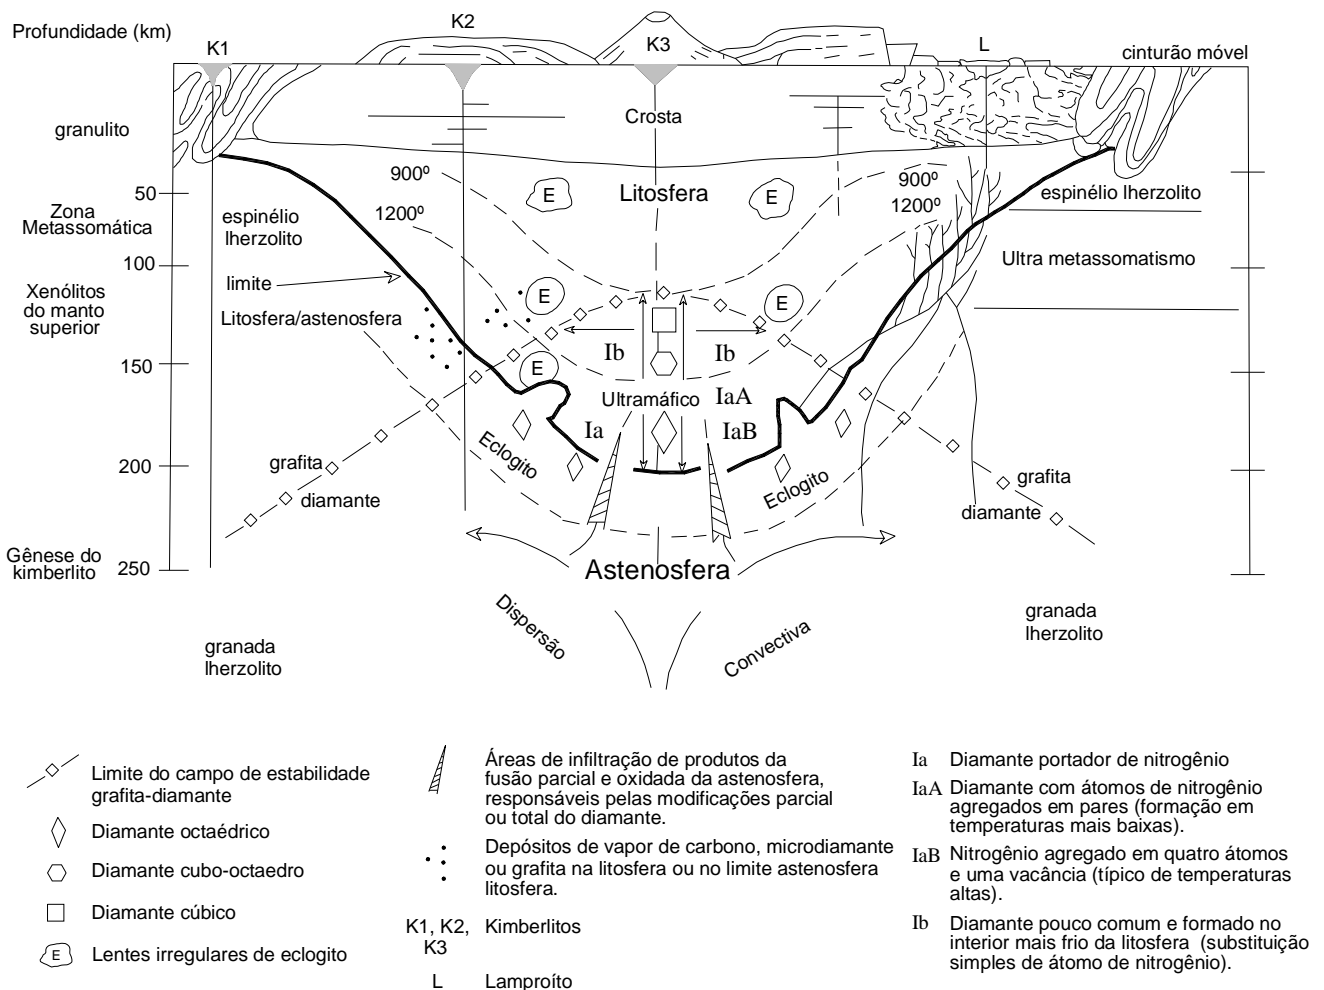 Profundidade (km)
K1
K2
K3
L
cinturão móvel
granulito
Crosta
50
900º
E
Litosfera
E
900º
espinélio lherzolito
Zona
Metassomática
espinélio
lherzolito
1200º
1200º
100
limite
E
E
Ultra metassomatismo
Xenólitos
do manto
superior
Litosfera/astenosfera
Ib
Ib
150
E
Ultramáfico
IaA
Ia
IaB
200
grafita
diamante
Eclogito
Eclogito
grafita
diamante
Gênese do
kimberlito
250
Astenosfera
Dispersão
Convectiva
granada
lherzolito
granada
lherzolito
Limite do campo de estabilidade
grafita-diamante
Diamante octaédrico
Diamante cubo-octaedro
Diamante cúbico
E
Lentes irregulares de eclogito
Áreas de infiltração de produtos da
fusão parcial e oxidada da astenosfera,
responsáveis pelas modificações parcial
ou total do diamante.
Depósitos de vapor de carbono, microdiamante
ou grafita na litosfera ou no limite astenosfera
litosfera.
K1, K2, Kimberlitos
K3
L Lamproíto
Ia Diamante portador de nitrogênio
IaA Diamante com átomos de nitrogênio
agregados em pares (formação em
temperaturas mais baixas).
IaB Nitrogênio agregado em quatro átomos
e uma vacância (típico de temperaturas
altas).
Ib Diamante pouco comum e formado no
interior mais frio da litosfera (substituição
simples de átomo de nitrogênio).